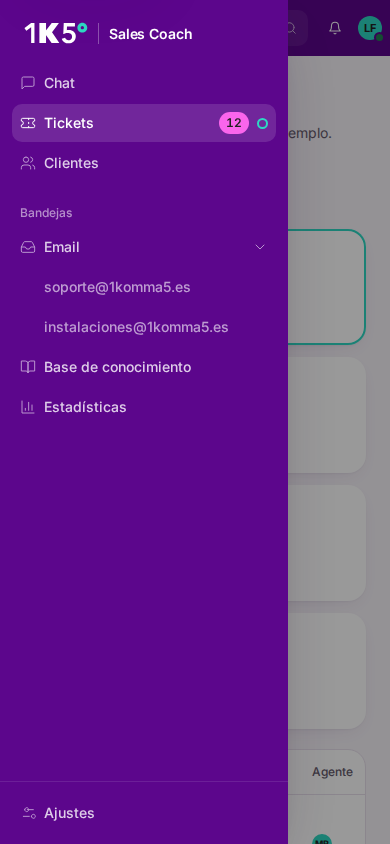 1K5° Sales Coach
LF
Chat
Tickets 12
emplo.
Clientes
Bandejas
Email
soporte@1komma5.es
instalaciones@1komma5.es
Base de conocimiento
Estadísticas
Agente
Ajustes